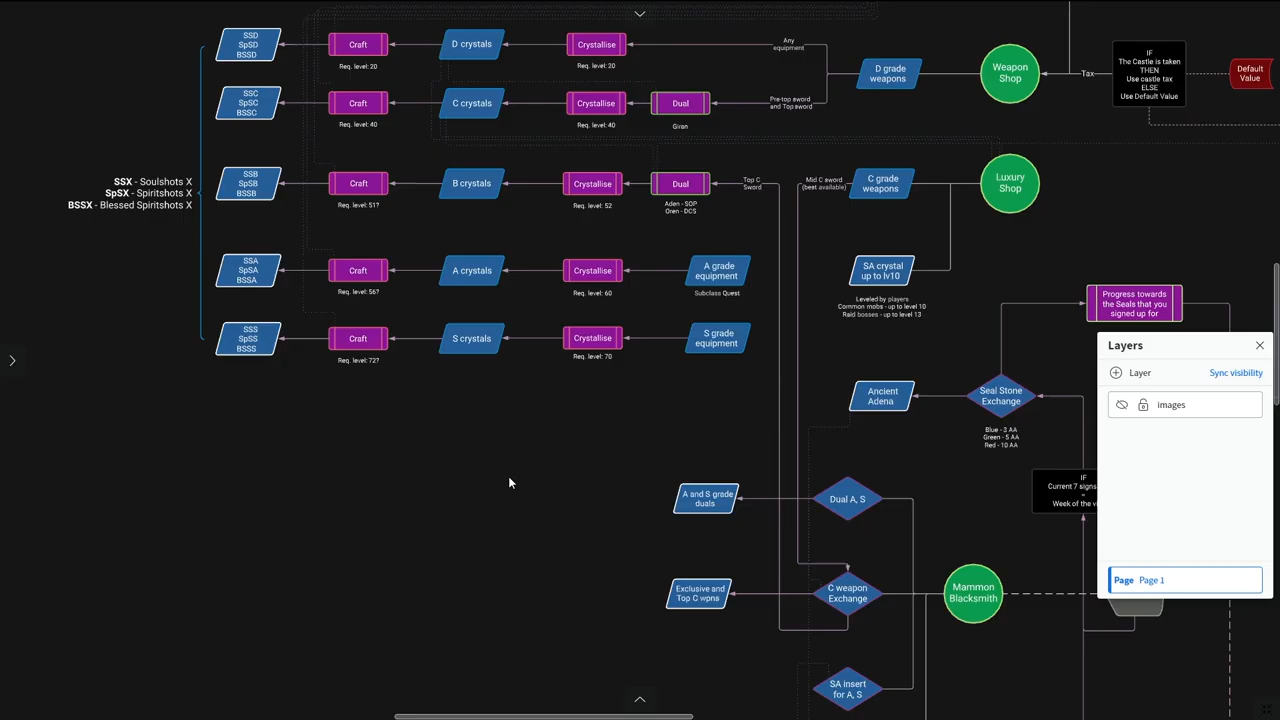 SSD
SpSD
BSSD
Craft
Req. level: 20
D crystals
Crystallise
Req. level: 20
Any
equipment
D grade
weapons
Weapon
Shop
Tax
IF
The Castle is taken
THEN
Use castle tax
ELSE
Use Default Value
Default
Value
SSC
SpSC
BSSC
Craft
Req. level: 40
C crystals
Crystallise
Req. level: 40
Dual
Giran
Pre-top sword
and Top sword
SSX - Soulshots X
SpSX - Spiritshots X
BSSX - Blessed Spiritshots X
SSB
SpSB
BSSB
Craft
Req. level: 51?
B crystals
Crystallise
Req. level: 52
Dual
Aden - SOP
Oren - DCS
Top C
Sword
Mid C sword
(best available)
C grade
weapons
Luxury
Shop
SSA
SpSA
BSSA
Craft
Req. level: 56?
A crystals
Crystallise
Req. level: 60
A grade
equipment
Subclass Quest
SA crystal
up to lv10
Leveled by players
Common mobs - up to level 10
Raid bosses - up to level 13
Progress towards
the Seals that you
signed up for
SSS
SpSS
BSSS
Craft
Req. level: 72?
S crystals
Crystallise
Req. level: 70
S grade
equipment
Layers
Layer
Sync visibility
images
Page Page 1
Ancient
Adena
Seal Stone
Exchange
Blue - 3 AA
Green - 5 AA
Red - 10 AA
IF
Current 7 signs
=
Week of the
A and S grade
duals
Dual A, S
Exclusive and
Top C wpns
C weapon
Exchange
Mammon
Blacksmith
SA insert
for A, S